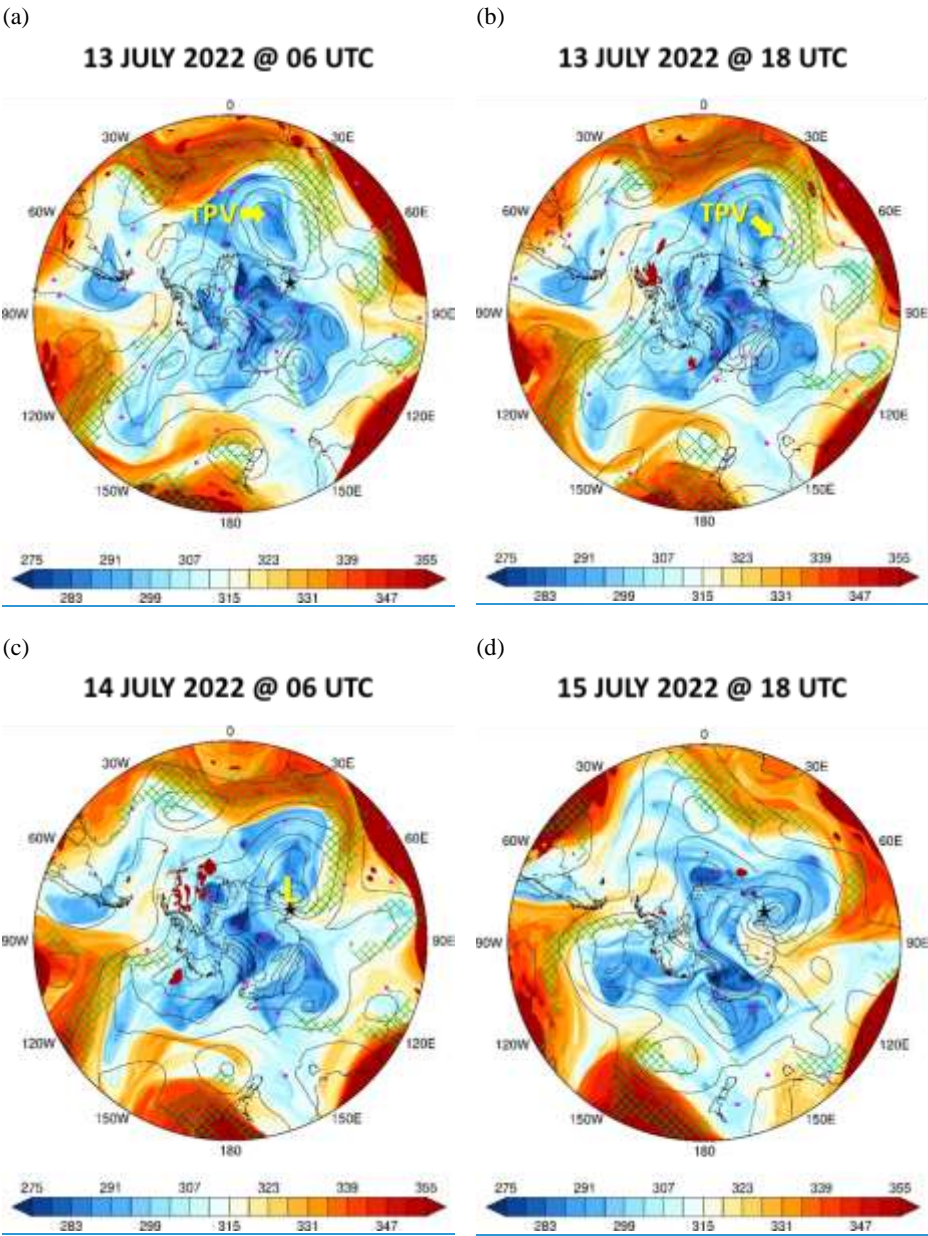 (a)
(b)
13 JULY 2022 @ 06 UTC
13 JULY 2022 @ 18 UTC
0
0
30W
30E
30W
30E
60W
60E
60W
60E
TPV
TPV
90W
90E
90W
90E
120W
120E
120W
120E
150W
150E
150W
150E
180
180
275 291 307 323 339 355
275 291 307 323 339 355
283 299 315 331 347
283 299 315 331 347
(c)
(d)
14 JULY 2022 @ 06 UTC
15 JULY 2022 @ 18 UTC
0
0
30W
30E
30W
30E
60W
60E
60W
60E
90W
90E
90W
90E
120W
120E
120W
120E
150W
150E
150W
150E
180
180
275 291 307 323 339 355
275 291 307 323 339 355
283 299 315 331 347
283 299 315 331 347